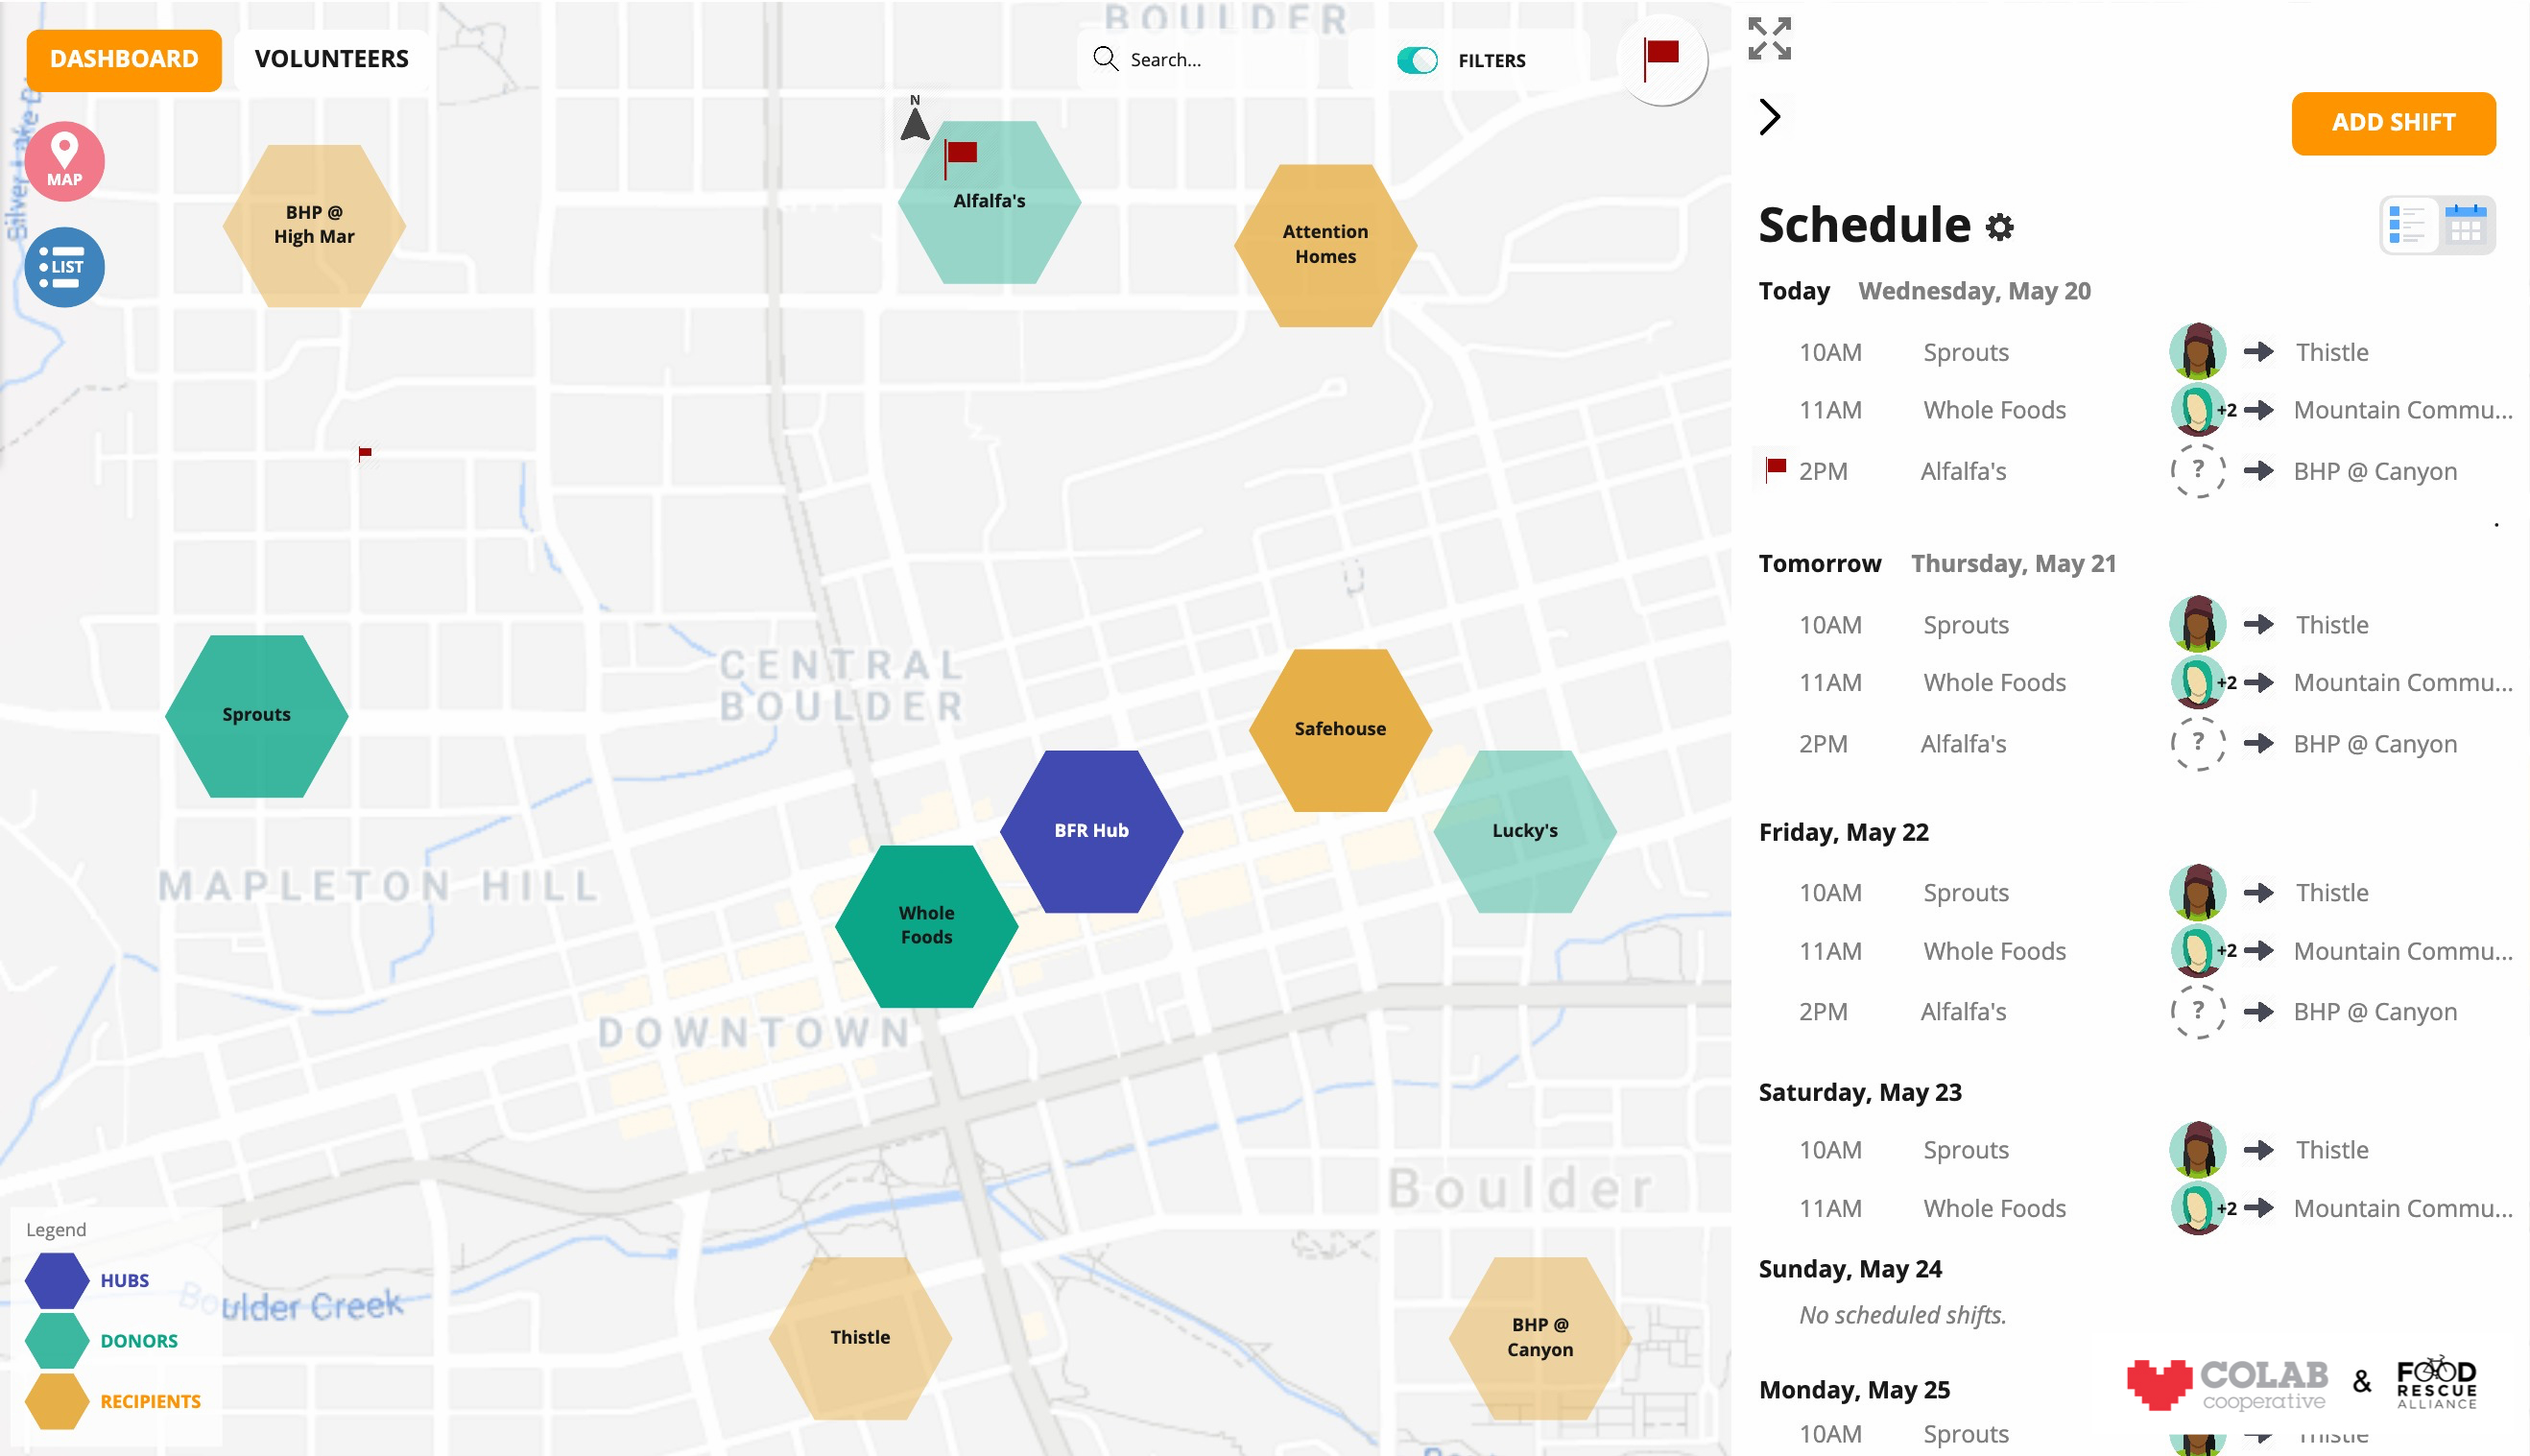 BOULDER
DASHBOARD
VOLUNTEERS
Search...
FILTERS
MAP
LIST
N
BHP @
High Mar
Alfalfa's
Attention
Homes
CENTRAL
BOULDER
Sprouts
Safehouse
BFR Hub
Lucky's
MAPLETON HILL
Whole
Foods
DOWNTOWN
Boulder
Boulder Creek
Thistle
BHP @
Canyon
Legend
HUBS
DONORS
RECIPIENTS
ADD SHIFT
Schedule
Today Wednesday, May 20
10AM Sprouts Thistle
11AM Whole Foods +2 Mountain Commu...
2PM Alfalfa's ? BHP @ Canyon
.
Tomorrow Thursday, May 21
10AM Sprouts Thistle
11AM Whole Foods +2 Mountain Commu...
2PM Alfalfa's ? BHP @ Canyon
Friday, May 22
10AM Sprouts Thistle
11AM Whole Foods +2 Mountain Commu...
2PM Alfalfa's ? BHP @ Canyon
Saturday, May 23
10AM Sprouts Thistle
11AM Whole Foods +2 Mountain Commu...
Sunday, May 24
No scheduled shifts.
Monday, May 25
10AM Sprouts Thistle
COLAB
cooperative
&
FOOD
RESCUE
ALLIANCE